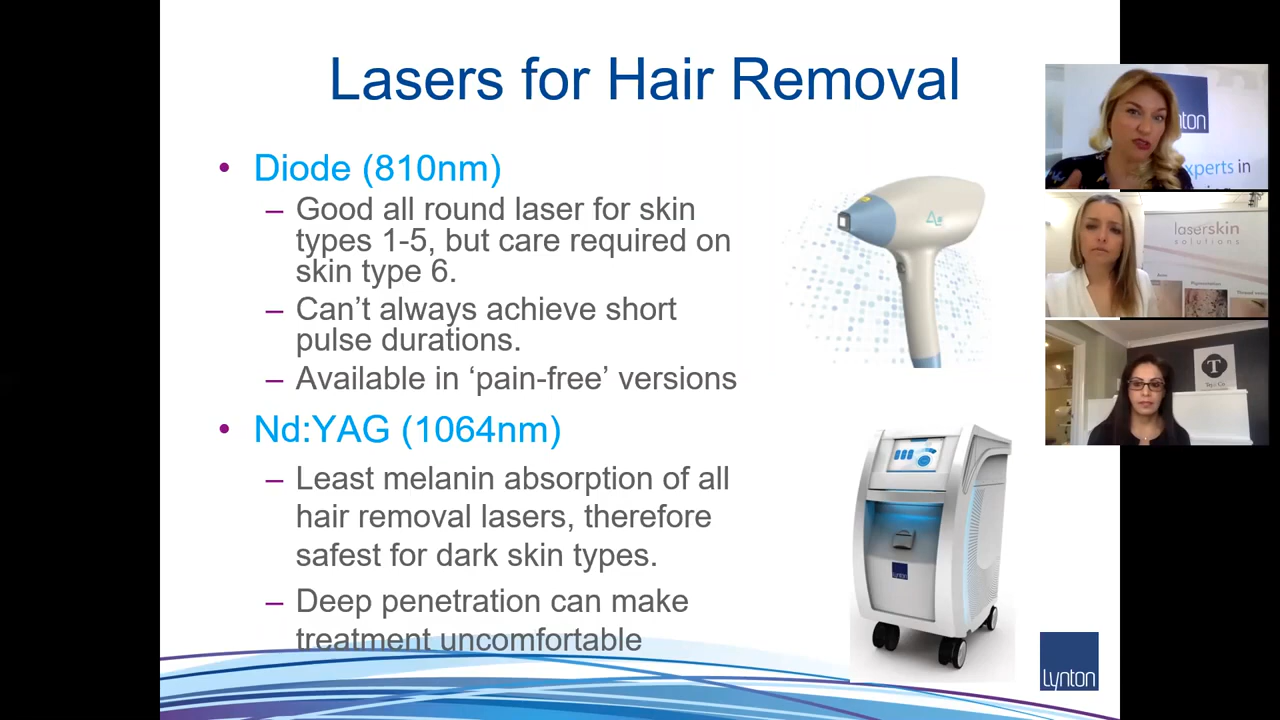 Lasers for Hair Removal
• Diode (810nm)
– Good all round laser for skin
types 1-5, but care required on
skin type 6.
– Can’t always achieve short
pulse durations.
– Available in ‘pain-free’ versions
• Nd:YAG (1064nm)
– Least melanin absorption of all
hair removal lasers, therefore
safest for dark skin types.
– Deep penetration can make
treatment uncomfortable
Lynton
Lynton
experts in
laserskin
solutions
T